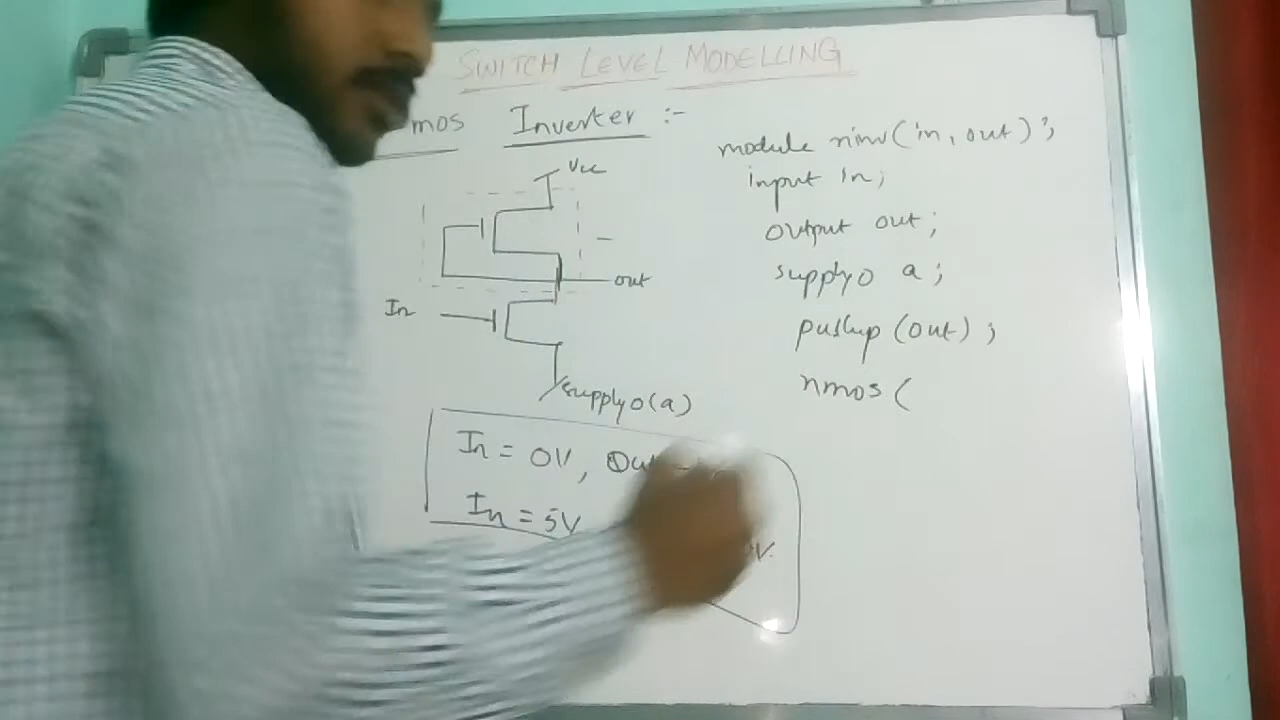 SWITCH LEVEL MODELLING
mos Inverter :-
Vcc
out
In
supply0(a)
In = 0V, Out
In = 5V
V.
module ninv(in, out);
input in;
output out;
supply0 a;
pullup (out);
nmos (